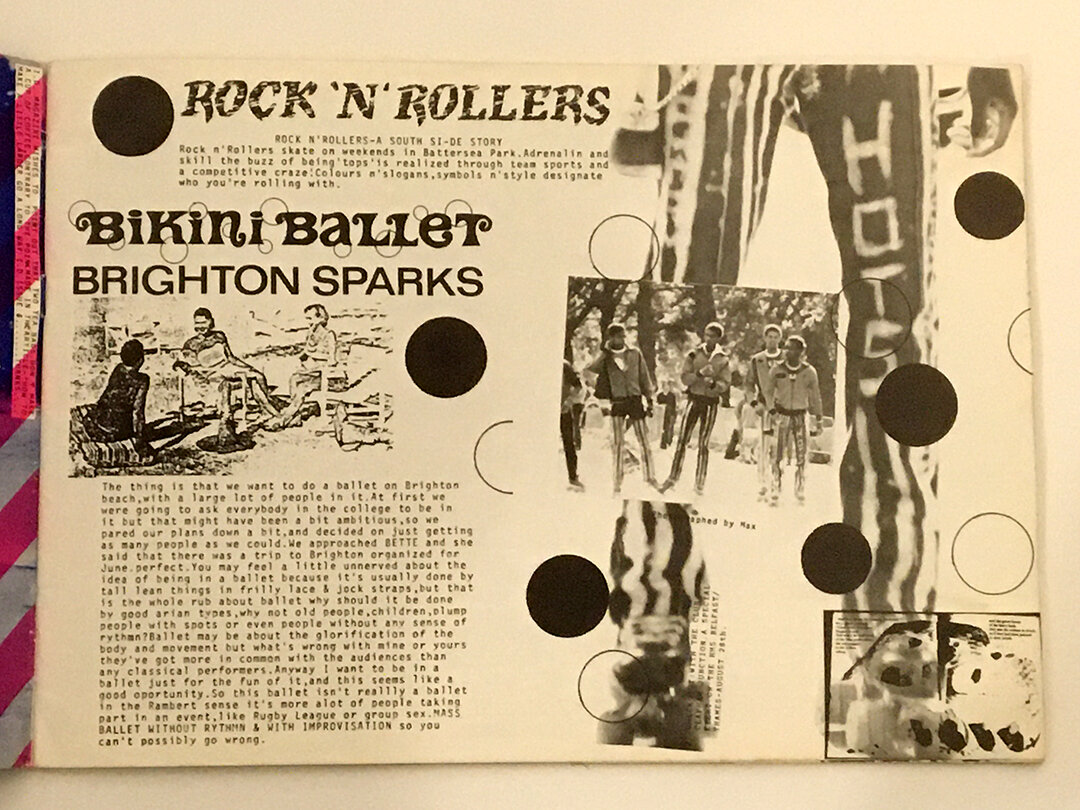 ROCK 'N' ROLLERS
ROCK N'ROLLERS-A SOUTH SI-DE STORY
Rock n'Rollers skate on weekends in Battersea Park.Adrenalin and
skill the buzz of being'tops'is realized through team sports and
a competitive craze!Colours n'slogans,symbols n'style designate
who you're rolling with.
BiKiNi BALLET
BRIGHTON SPARKS
The thing is that we want to do a ballet on Brighton
beach,with a large lot of people in it.At first we
were going to ask everybody in the college to be in
it but that might have been a bit ambitious,so we
pared our plans down a bit,and decided on just getting
as many people as we could.We approached BETTE and she
said that there was a trip to Brighton organized for
June.perfect.You may feel a little unnerved about the
idea of being in a ballet because it's usually done by
tall lean things in frilly lace & jock straps,but that
is the whole rub about ballet why should it be done
by good arian types,why not old people,children,plump
people with spots or even people without any sense of
rythmn?Ballet may be about the glorification of the
body and movement but what's wrong with mine or yours
they've got more in common with the audiences than
any classical performers.Anyway I want to be in a
ballet just for the fun of it,and this seems like a
good oportunity.So this ballet isn't reallly a ballet
in the Rambert sense it's more alot of people taking
part in an event,like Rugby League or group sex.MASS
BALLET WITHOUT RYTHMN & WITH IMPROVISATION so you
can't possibly go wrong.
aphed by Max
WITH THE CLUB
A SPECIAL
HMS BELFAST/
THAMES-AUGUST 28th.